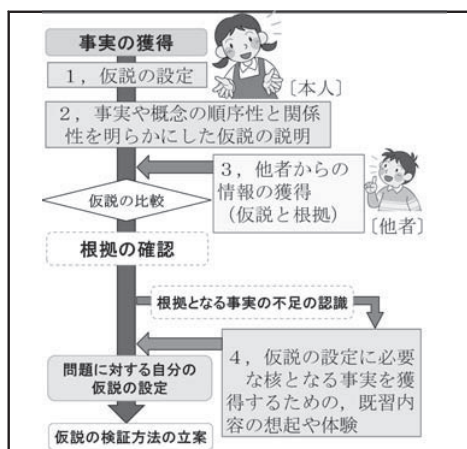 事実の獲得
1，仮説の設定
〔本人〕
2，事実や概念の順序性と関係
性を明らかにした仮説の説明
3，他者からの
情報の獲得
（仮説と根拠）
〔他者〕
仮説の比較
根拠の確認
根拠となる事実の不足の認識
4，仮説の設定に必要
な核となる事実を獲
得するための，既習内
容の想起や体験
問題に対する自分の
仮説の設定
仮説の検証方法の立案